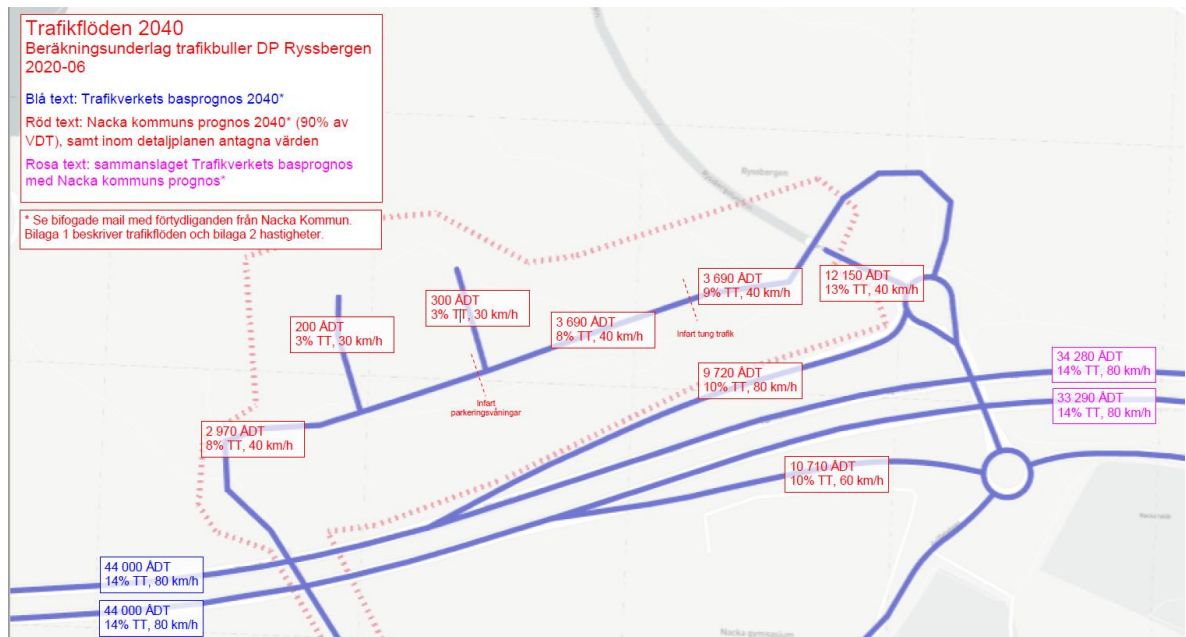 Trafikflöden 2040
Beräkningsunderlag trafikbuller DP Ryssbergen
2020-06
Blå text: Trafikverkets basprognos 2040*
Röd text: Nacka kommuns prognos 2040* (90% av
VDT), samt inom detaljplanen antagna värden
Rosa text: sammanslaget Trafikverkets basprognos
med Nacka kommuns prognos*
* Se bifogade mail med förtydliganden från Nacka Kommun.
Bilaga 1 beskriver trafikflöden och bilaga 2 hastigheter.
Ryssbergen
12 150 ÅDT
13% TT, 40 km/h
3 690 ÅDT
9% TT, 40 km/h
300 ÅDT
3% TT, 30 km/h
200 ÅDT
3% TT, 30 km/h
3 690 ÅDT
8% TT, 40 km/h
Infart tung trafik
34 280 ÅDT
14% TT, 80 km/h
9 720 ÅDT
10% TT, 80 km/h
33 290 ÅDT
14% TT, 80 km/h
Infart
parkeringsvåningar
2 970 ÅDT
8% TT, 40 km/h
10 710 ÅDT
10% TT, 60 km/h
44 000 ÅDT
14% TT, 80 km/h
44 000 ÅDT
14% TT, 80 km/h
Nacka gymnasium